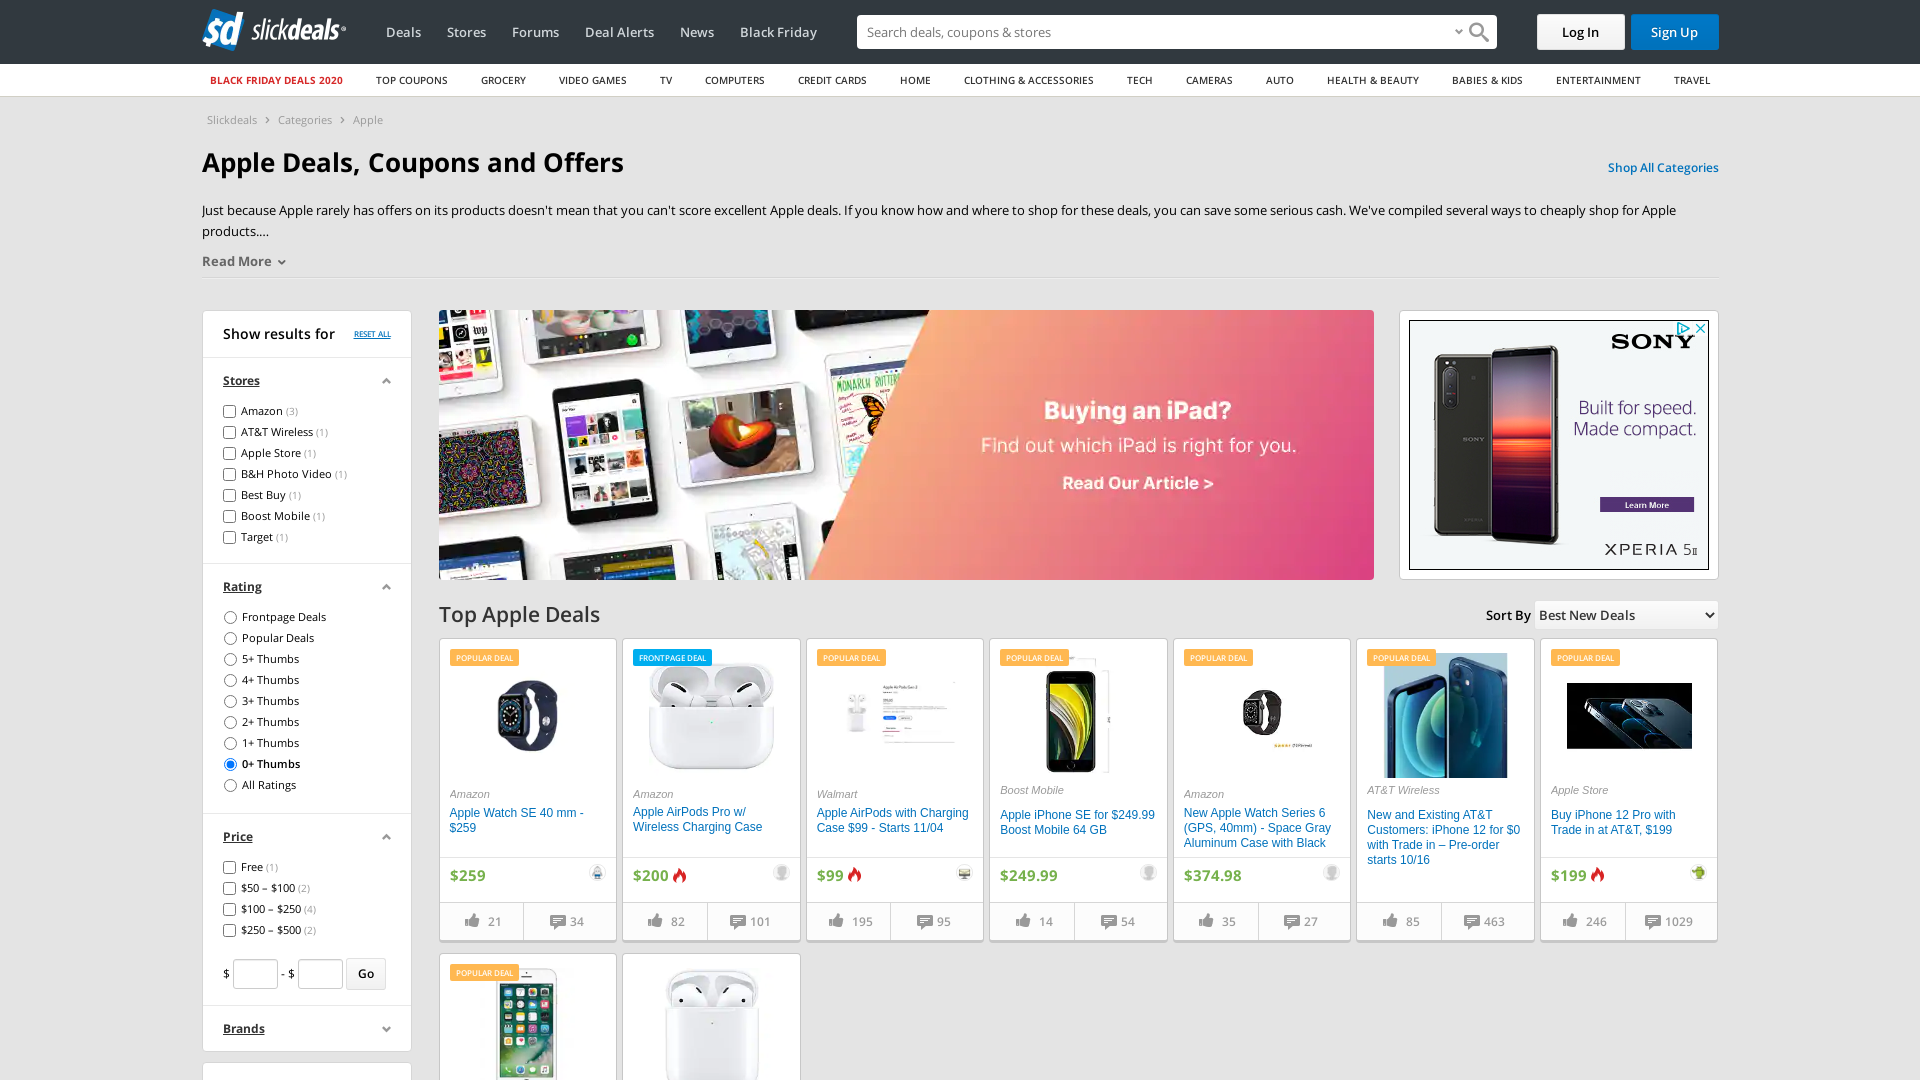 sd slickdeals
Deals
Stores
Forums
Deal Alerts
News
Black Friday
Search deals, coupons & stores
Log In
Sign Up
BLACK FRIDAY DEALS 2020
TOP COUPONS
GROCERY
VIDEO GAMES
TV
COMPUTERS
CREDIT CARDS
HOME
CLOTHING & ACCESSORIES
TECH
CAMERAS
AUTO
HEALTH & BEAUTY
BABIES & KIDS
ENTERTAINMENT
TRAVEL
Slickdeals > Categories > Apple
Apple Deals, Coupons and Offers
Shop All Categories
Just because Apple rarely has offers on its products doesn't mean that you can't score excellent Apple deals. If you know how and where to shop for these deals, you can save some serious cash. We've compiled several ways to cheaply shop for Apple
products....
Read More
Show results for
RESET ALL
Stores
Amazon (3)
AT&T Wireless (1)
Apple Store (1)
B&H Photo Video (1)
Best Buy (1)
Boost Mobile (1)
Target (1)
Rating
Frontpage Deals
Popular Deals
5+ Thumbs
4+ Thumbs
3+ Thumbs
2+ Thumbs
1+ Thumbs
0+ Thumbs
All Ratings
Price
Free (1)
$50 – $100 (2)
$100 – $250 (4)
$250 – $500 (2)
$ - $ Go
Brands
MONARCH BUTTER
Buying an iPad?
Find out which iPad is right for you.
Read Our Article >
SONY
Built for speed.
Made compact.
SONY
Learn More
XPERIA 5II
Top Apple Deals
Sort By Best New Deals
POPULAR DEAL
Amazon
Apple Watch SE 40 mm -
$259
$259
21
34
FRONTPAGE DEAL
Amazon
Apple AirPods Pro w/
Wireless Charging Case
$200
82
101
POPULAR DEAL
Walmart
Apple AirPods with Charging
Case $99 - Starts 11/04
$99
195
95
POPULAR DEAL
Boost Mobile
Apple iPhone SE for $249.99
Boost Mobile 64 GB
$249.99
14
54
POPULAR DEAL
Amazon
New Apple Watch Series 6
(GPS, 40mm) - Space Gray
Aluminum Case with Black
$374.98
35
27
POPULAR DEAL
AT&T Wireless
New and Existing AT&T
Customers: iPhone 12 for $0
with Trade in – Pre-order
starts 10/16
85
463
POPULAR DEAL
Apple Store
Buy iPhone 12 Pro with
Trade in at AT&T, $199
$199
246
1029
POPULAR DEAL